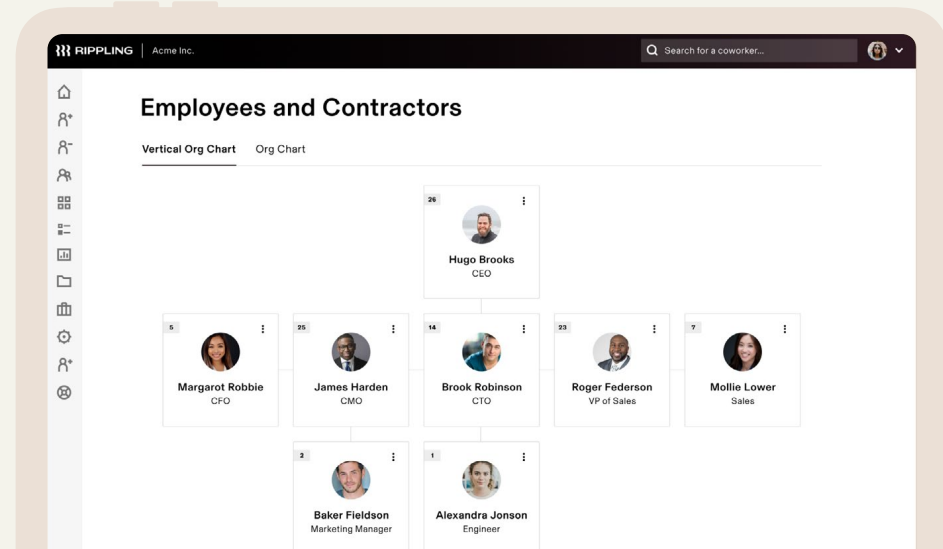 RIPPLING Acme Inc. Search for a coworker...
Employees and Contractors
Vertical Org Chart Org Chart
26
Hugo Brooks
CEO
5
Margarot Robbie
CFO
25
James Harden
CMO
14
Brook Robinson
CTO
23
Roger Federson
VP of Sales
7
Mollie Lower
Sales
2
Baker Fieldson
Marketing Manager
1
Alexandra Jonson
Engineer